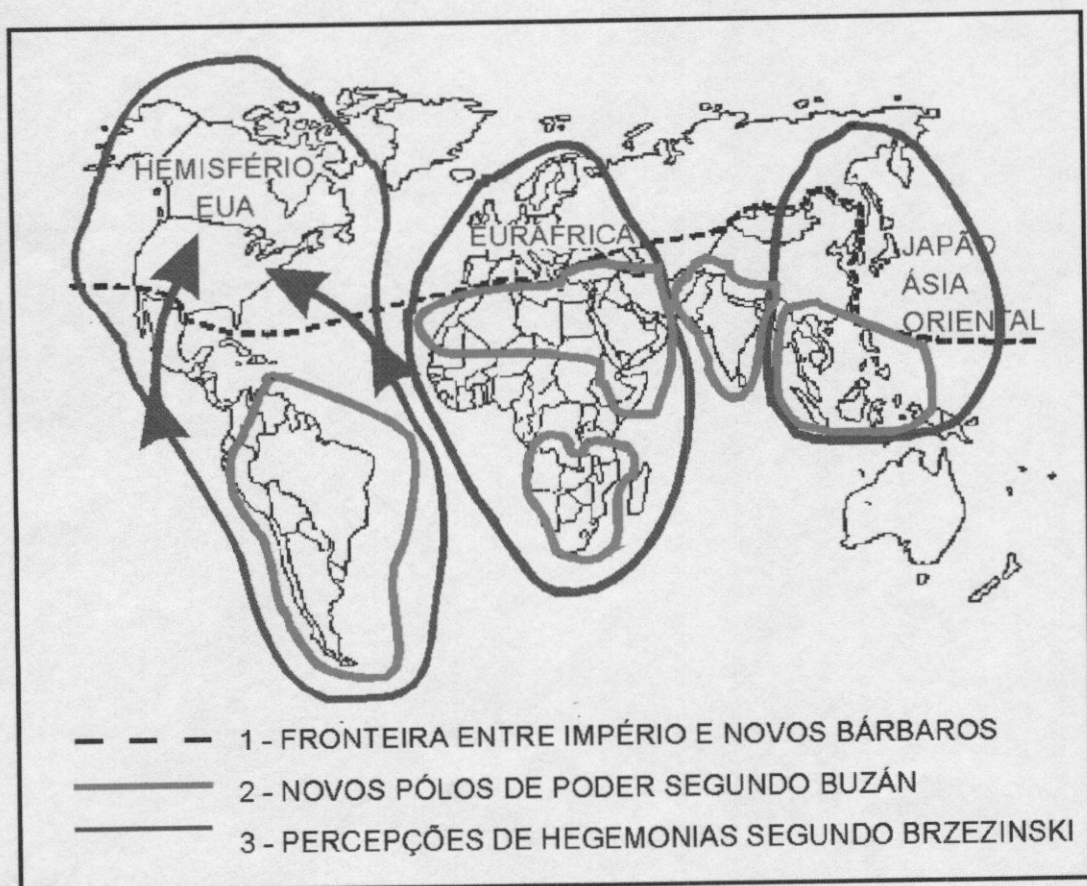 HEMISFÉRIO
EUA
EURÁFRICA
JAPÃO
ÁSIA
ORIENTAL
1 - FRONTEIRA ENTRE IMPÉRIO E NOVOS BÁRBAROS
2 - NOVOS PÓLOS DE PODER SEGUNDO BUZÁN
3 - PERCEPÇÕES DE HEGEMONIAS SEGUNDO BRZEZINSKI